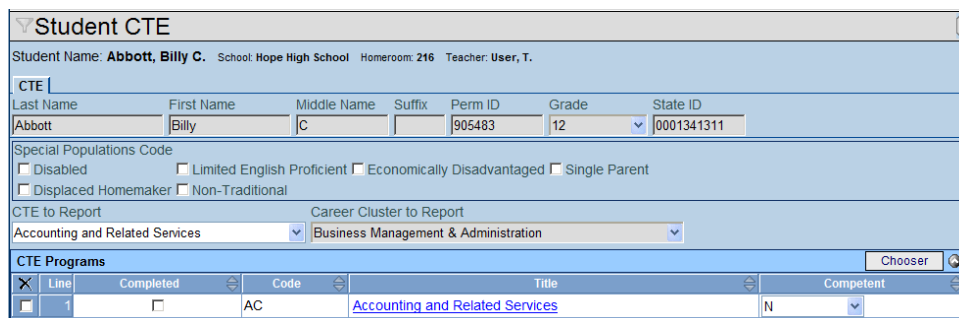 Student CTE
Student Name: Abbott, Billy C. School: Hope High School Homeroom: 216 Teacher: User, T.
CTE
Last Name First Name Middle Name Suffix Perm ID Grade State ID
Abbott Billy C 905483 12 0001341311
Special Populations Code
Disabled Limited English Proficient Economically Disadvantaged Single Parent
Displaced Homemaker Non-Traditional
CTE to Report Career Cluster to Report
Accounting and Related Services Business Management & Administration
CTE Programs Chooser
X Line Completed Code Title Competent
1 AC Accounting and Related Services N